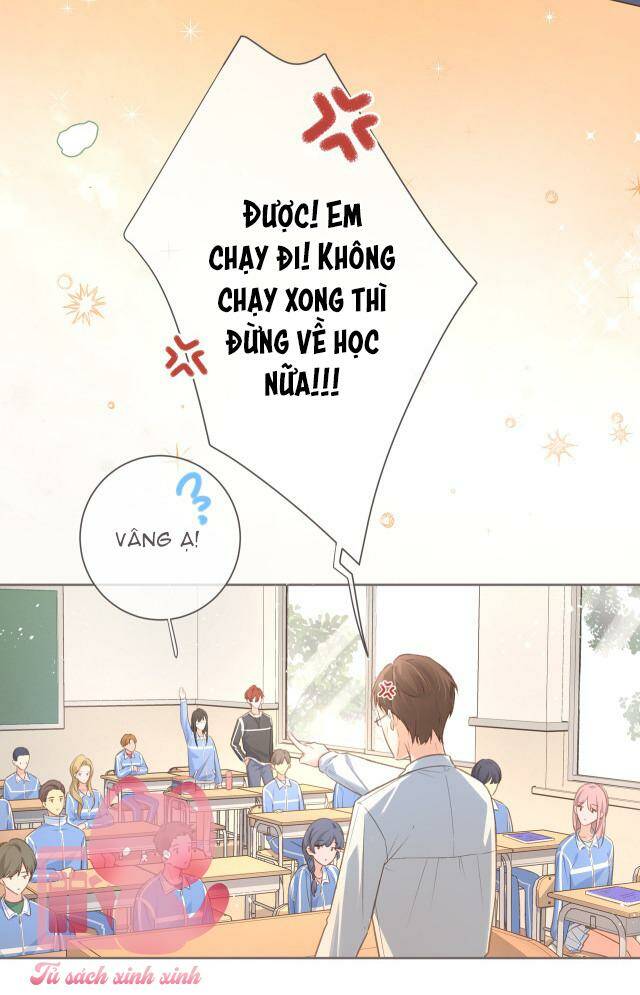 ĐƯỢC! EM
CHẠY ĐI! KHÔNG
CHẠY XONG THÌ
ĐỪNG VỀ HỌC
NỮA!!!
?
VÂNG Ạ!
Tủ sách xinh xinh